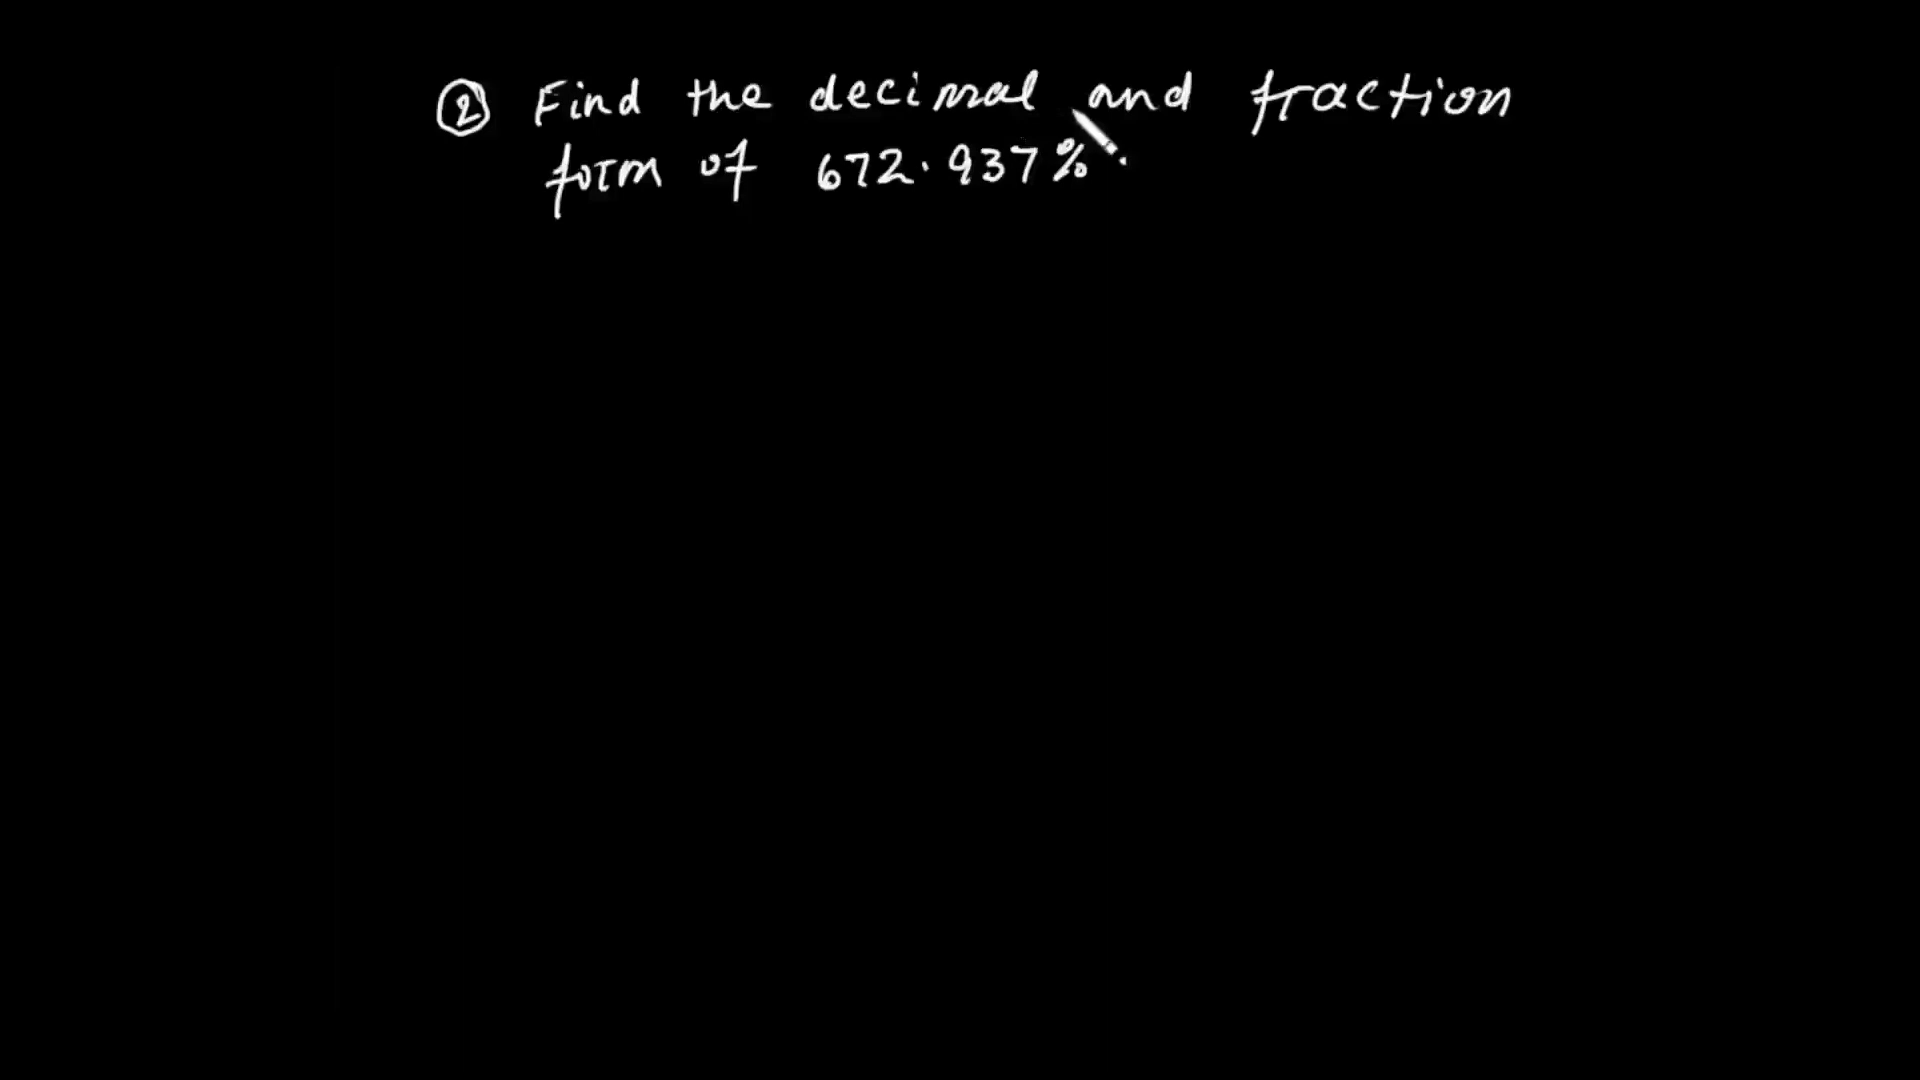 ② Find the decimal and fraction
form of 672.937%.